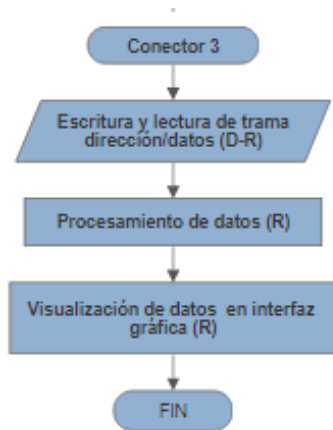 Conector 3
Escritura y lectura de trama
dirección/datos (D-R)
Procesamiento de datos (R)
Visualización de datos en interfaz
gráfica (R)
FIN